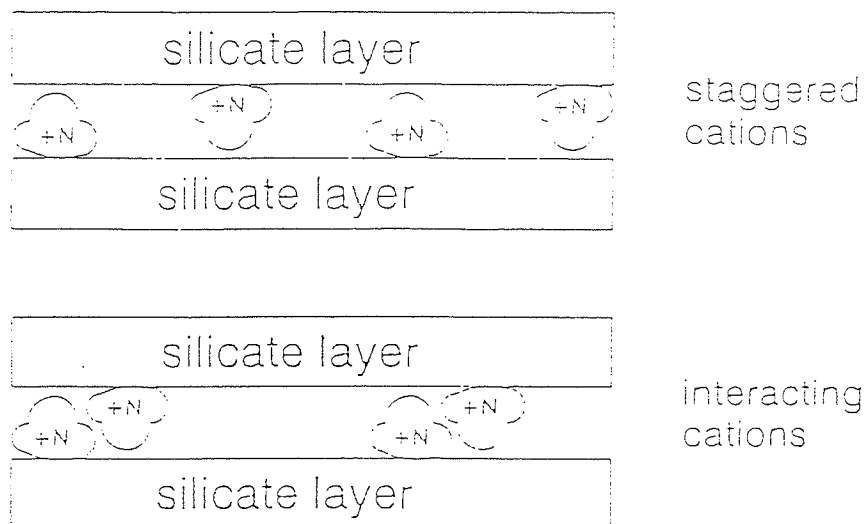 silicate layer
+N +N +N +N
staggered
cations
silicate layer
silicate layer
+N +N +N +N
interacting
cations
silicate layer